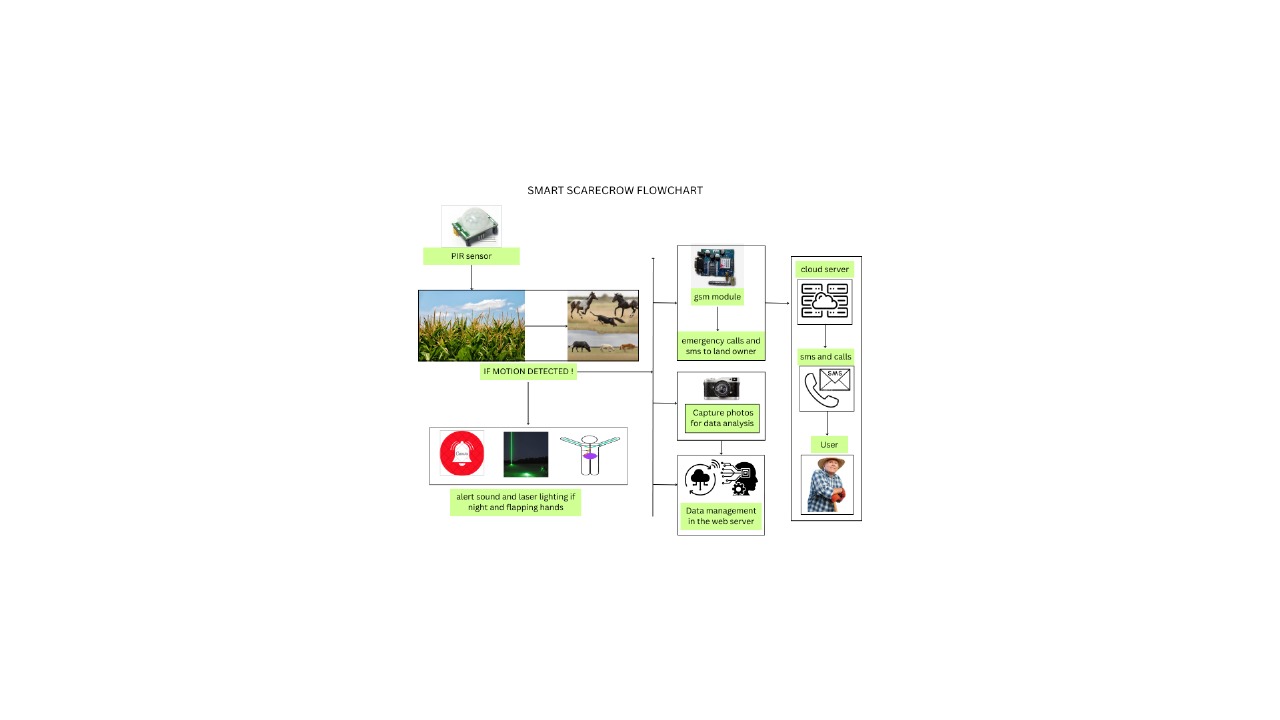 SMART SCARECROW FLOWCHART
PIR sensor
IF MOTION DETECTED !
alert sound and laser lighting if
night and flapping hands
gsm module
emergency calls and
sms to land owner
Capture photos
for data analysis
Data management
in the web server
cloud server
sms and calls
SMS
User